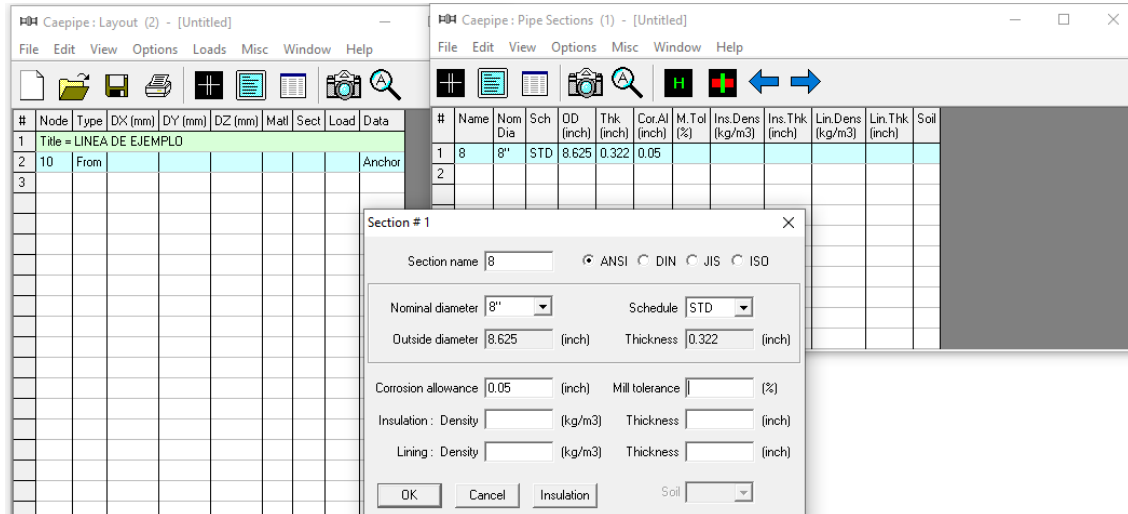 Caepipe : Layout (2) - [Untitled]
File Edit View Options Loads Misc Window Help
# Node Type DX (mm) DY (mm) DZ (mm) Matl Sect Load Data
1 Title = LINEA DE EJEMPLO
2 10 From Anchor
3
Caepipe : Pipe Sections (1) - [Untitled]
File Edit View Options Misc Window Help
H
# Name Nom Dia Sch OD (inch) Thk (inch) Cor.Al (inch) M.Tol (%) Ins.Dens (kg/m3) Ins.Thk (inch) Lin.Dens (kg/m3) Lin.Thk (inch) Soil
1 8 8" STD 8.625 0.322 0.05
2
Section # 1
Section name 8 ANSI DIN JIS ISO
Nominal diameter 8" Schedule STD
Outside diameter 8.625 (inch) Thickness 0.322 (inch)
Corrosion allowance 0.05 (inch) Mill tolerance (%)
Insulation : Density (kg/m3) Thickness (inch)
Lining : Density (kg/m3) Thickness (inch)
OK Cancel Insulation Soil